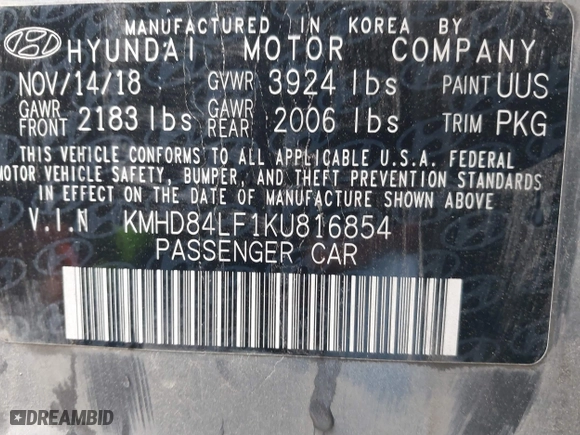 MANUFACTURED IN KOREA BY
HYUNDAI MOTOR COMPANY
NOV/14/18 GVWR 3924 lbs PAINT UUS
GAWR FRONT 2183 lbs GAWR REAR 2006 lbs TRIM PKG
THIS VEHICLE CONFORMS TO ALL APPLICABLE U.S.A. FEDERAL
MOTOR VEHICLE SAFETY, BUMPER, AND THEFT PREVENTION STANDARDS
IN EFFECT ON THE DATE OF MANUFACTURE SHOWN ABOVE
V.I.N KMHD84LF1KU816854
PASSENGER CAR
DREAMBID